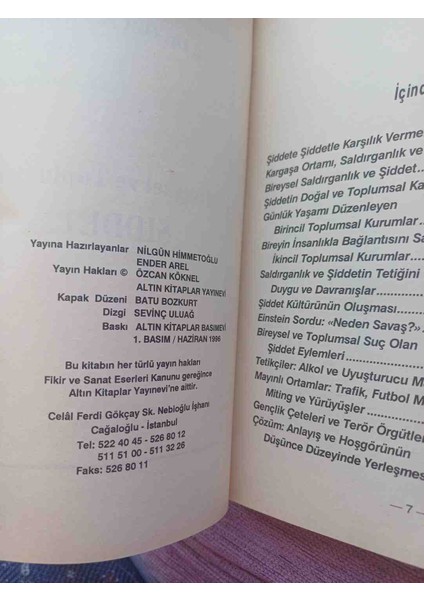 Yayına Hazırlayanlar NİLGÜN HİMMETOĞLU
ENDER AREL
Yayın Hakları © ÖZCAN KÖKNEL
ALTIN KİTAPLAR YAYINEVİ
Kapak Düzeni BATU BOZKURT
Dizgi SEVİNÇ ULUAĞ
Baskı ALTIN KİTAPLAR BASIMEVİ
1. BASIM / HAZİRAN 1996
Bu kitabın her türlü yayın hakları
Fikir ve Sanat Eserleri Kanunu gereğince
Altın Kitaplar Yayınevi'ne aittir.
Celâl Ferdi Gökçay Sk. Nebioğlu İşhanı
Cağaloğlu - İstanbul
Tel: 522 40 45 - 526 80 12
511 51 00 - 511 32 26
Faks: 526 80 11
İçind
Şiddete Şiddetle Karşılık Verme
Kargaşa Ortamı, Saldırganlık ve
Bireysel Saldırganlık ve Şiddet
Şiddetin Doğal ve Toplumsal Ka
Günlük Yaşamı Düzenleyen
Birincil Toplumsal Kurumlar
Bireyin İnsanlıkla Bağlantısını Sa
İkincil Toplumsal Kurumlar
Saldırganlık ve Şiddetin Tetiğini
Duygu ve Davranışlar
Şiddet Kültürünün Oluşması
Einstein Sordu: «Neden Savaş?»
Bireysel ve Toplumsal Suç Olan
Şiddet Eylemleri
Tetikçiler: Alkol ve Uyuşturucu M
Mayınlı Ortamlar: Trafik, Futbol M
Miting ve Yürüyüşler
Gençlik Çeteleri ve Terör Örgütler
Çözüm: Anlayış ve Hoşgörünün
Düşünce Düzeyinde Yerleşmes
— 7 —